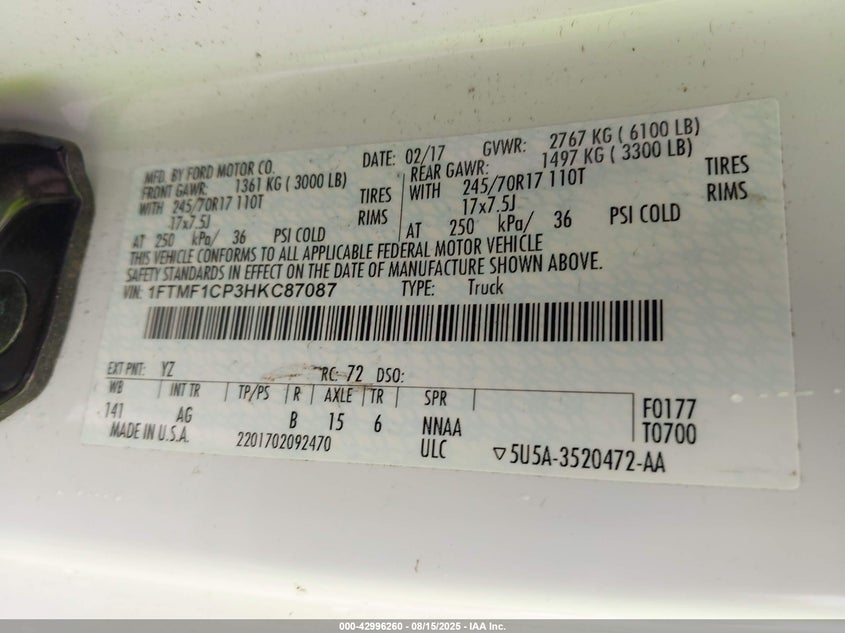 MFD. BY FORD MOTOR CO.
DATE: 02/17
GVWR: 2767 KG ( 6100 LB)
FRONT GAWR: 1361 KG ( 3000 LB)
REAR GAWR: 1497 KG ( 3300 LB)
WITH 245/70R17 110T TIRES
WITH 245/70R17 110T TIRES
17x7.5J RIMS
17x7.5J RIMS
AT 250 kPa/ 36 PSI COLD
AT 250 kPa/ 36 PSI COLD
THIS VEHICLE CONFORMS TO ALL APPLICABLE FEDERAL MOTOR VEHICLE
SAFETY STANDARDS IN EFFECT ON THE DATE OF MANUFACTURE SHOWN ABOVE.
VIN: 1FTMF1CP3HKC87087 TYPE: Truck
EXT PNT: YZ RC: 72 DSO:
WB INT TR TP/PS R AXLE TR SPR
141 AG B 15 6 NNAA F0177
T0700
MADE IN U.S.A. 2201702092470 ULC ▽5U5A-3520472-AA
000-42996260 - 08/15/2025 - IAA Inc.